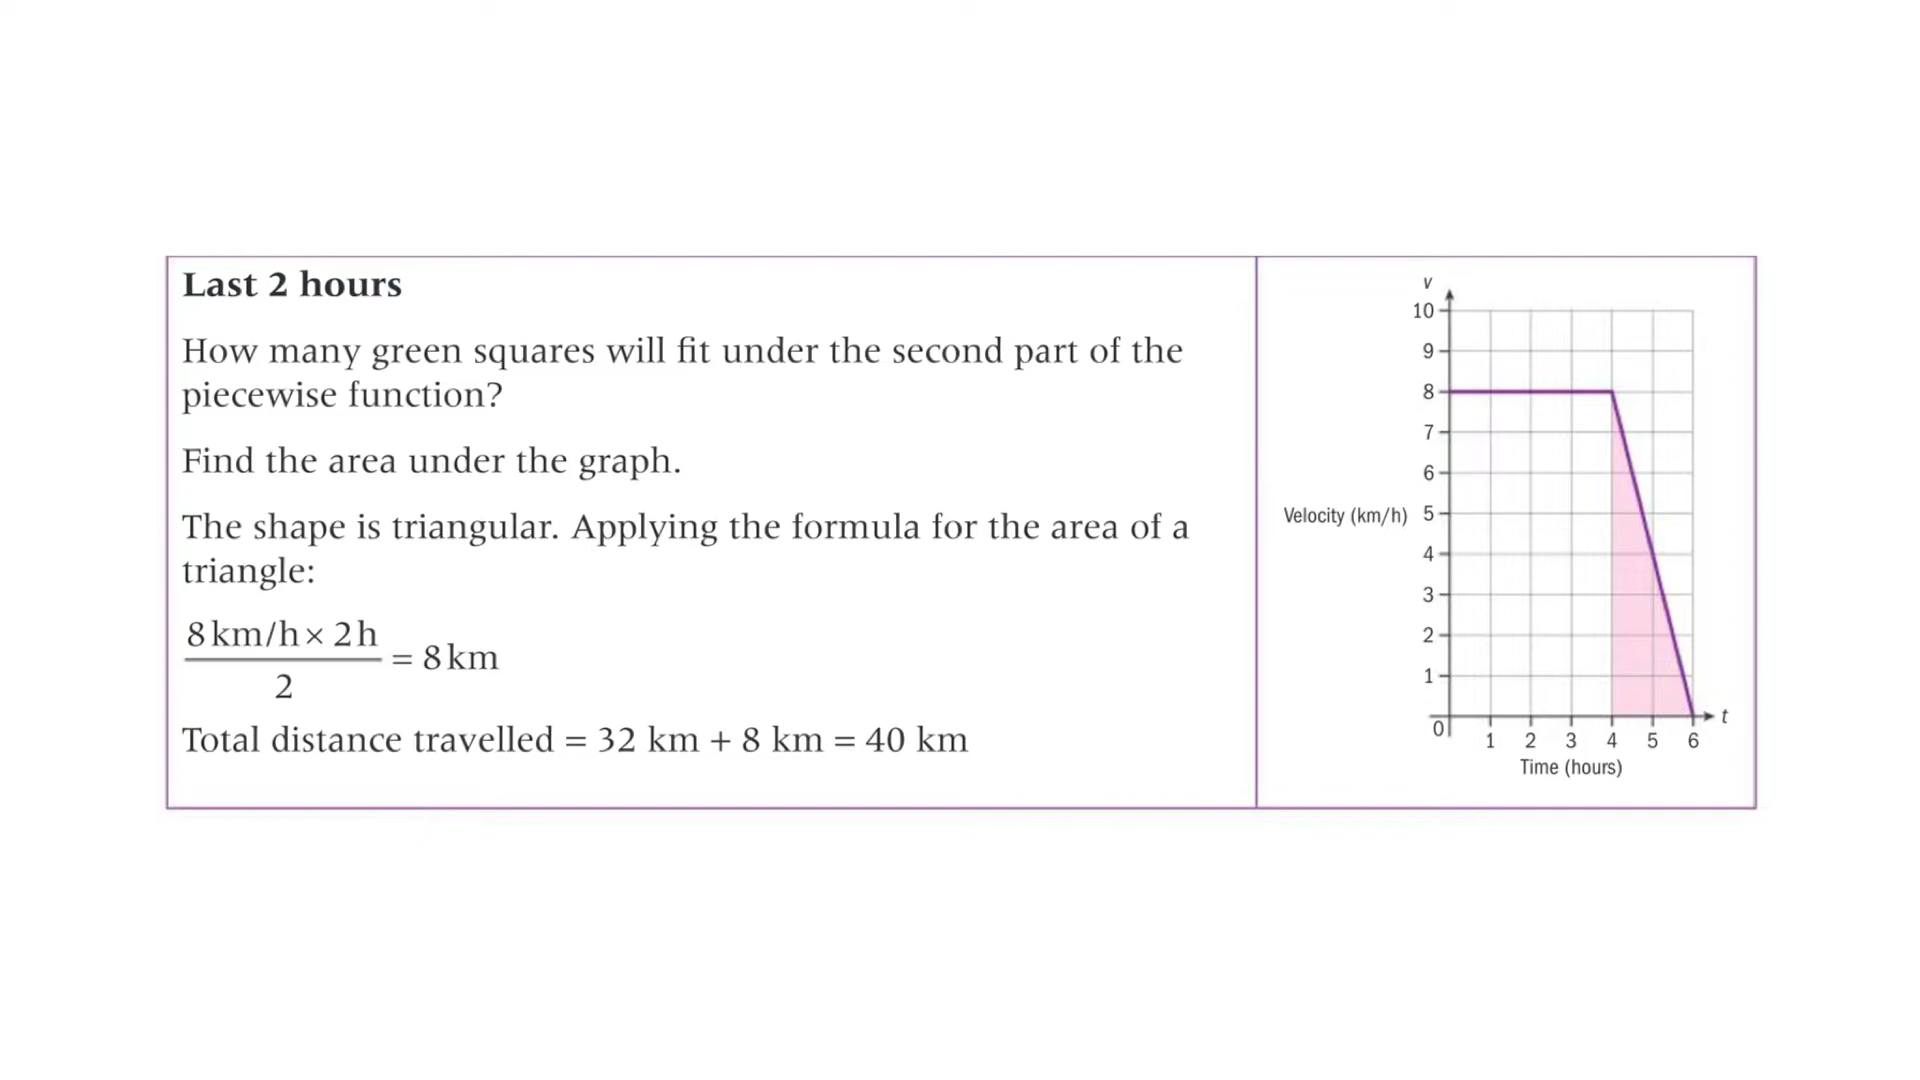 Last 2 hours
How many green squares will fit under the second part of the
piecewise function?
Find the area under the graph.
The shape is triangular. Applying the formula for the area of a
triangle:
8 km/h × 2 h
2
= 8 km
Total distance travelled = 32 km + 8 km = 40 km
v
10
9
8
7
6
Velocity (km/h) 5
4
3
2
1
0
t
1 2 3 4 5 6
Time (hours)